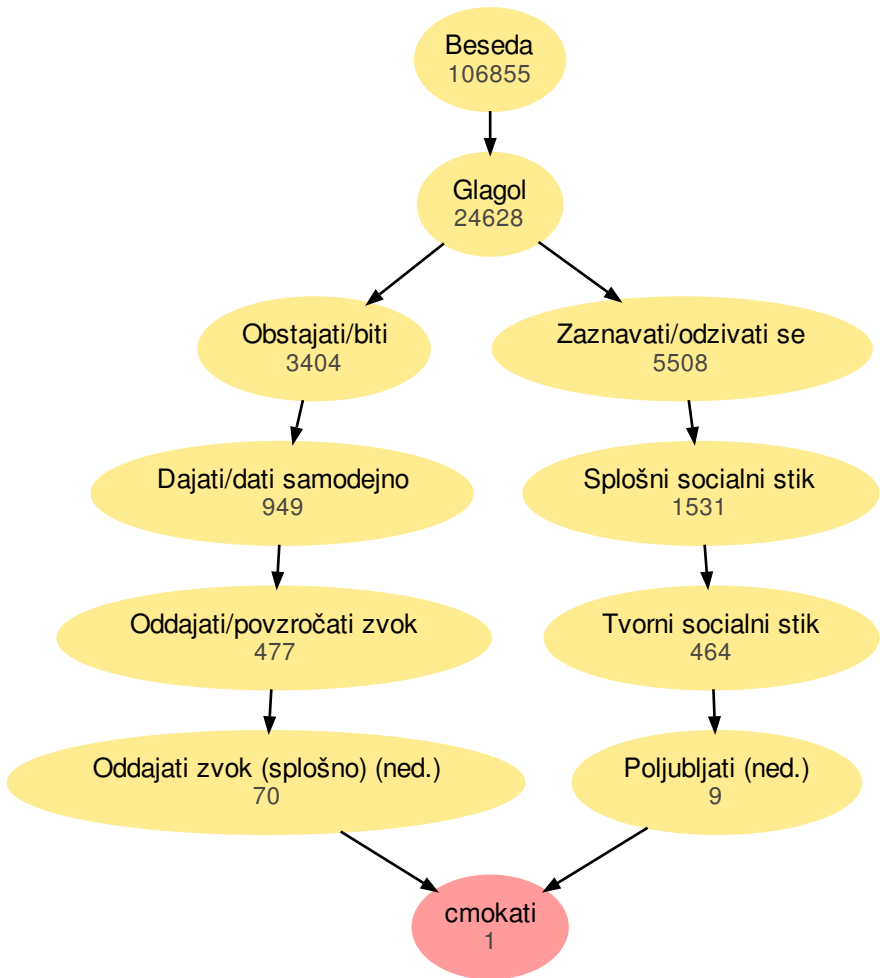 Beseda
106855
Glagol
24628
Obstajati/biti
3404
Zaznavati/odzivati se
5508
Dajati/dati samodejno
949
Splošni socialni stik
1531
Oddajati/povzročati zvok
477
Tvorni socialni stik
464
Oddajati zvok (splošno) (ned.)
70
Poljubljati (ned.)
9
cmokati
1